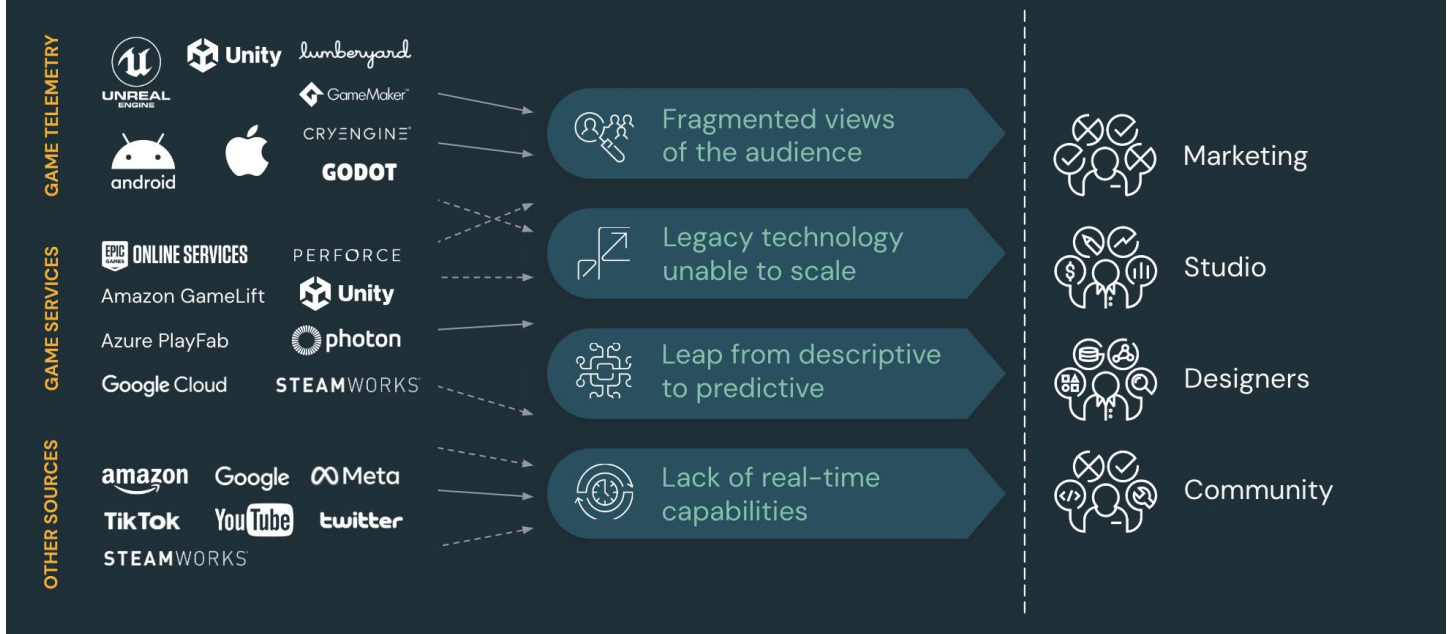 GAME TELEMETRY
UNREAL
ENGINE
Unity
lumberyard
GameMaker™
android
CRYENGINE®
GODOT
GAME SERVICES
EPIC
GAMES
ONLINE SERVICES
PERFORCE
Amazon GameLift
Unity
Azure PlayFab
photon
Google Cloud
STEAMWORKS
OTHER SOURCES
amazon
Google
Meta
TikTok
YouTube
twitter
STEAMWORKS
Fragmented views
of the audience
Legacy technology
unable to scale
Leap from descriptive
to predictive
Lack of real-time
capabilities
Marketing
Studio
Designers
Community